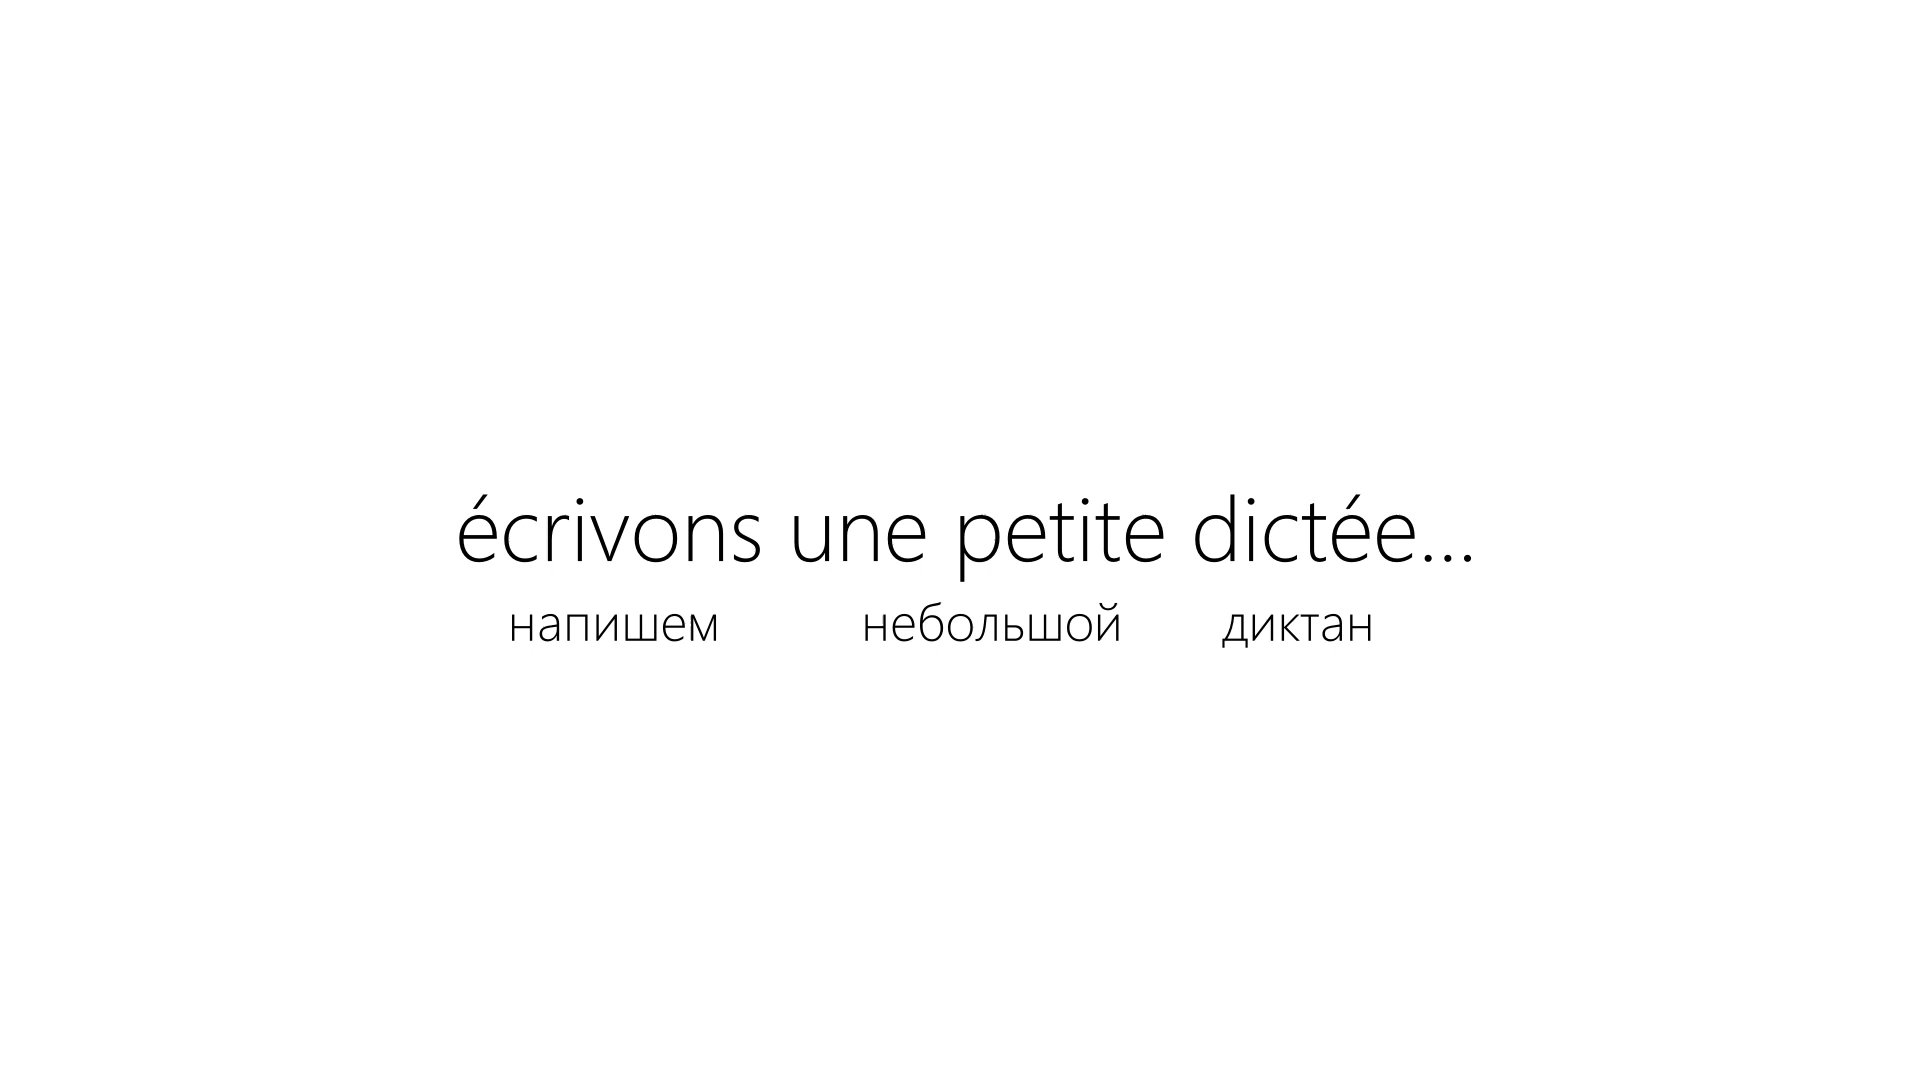 écrivons une petite dictée...
напишем небольшой диктан